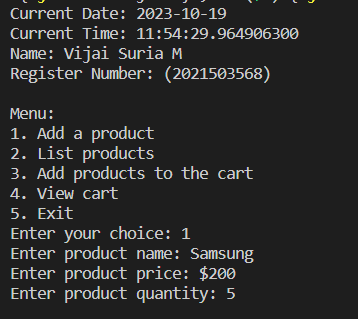 Current Date: 2023-10-19
Current Time: 11:54:29.964906300
Name: Vijai Suria M
Register Number: (2021503568)
Menu:
1. Add a product
2. List products
3. Add products to the cart
4. View cart
5. Exit
Enter your choice: 1
Enter product name: Samsung
Enter product price: $200
Enter product quantity: 5